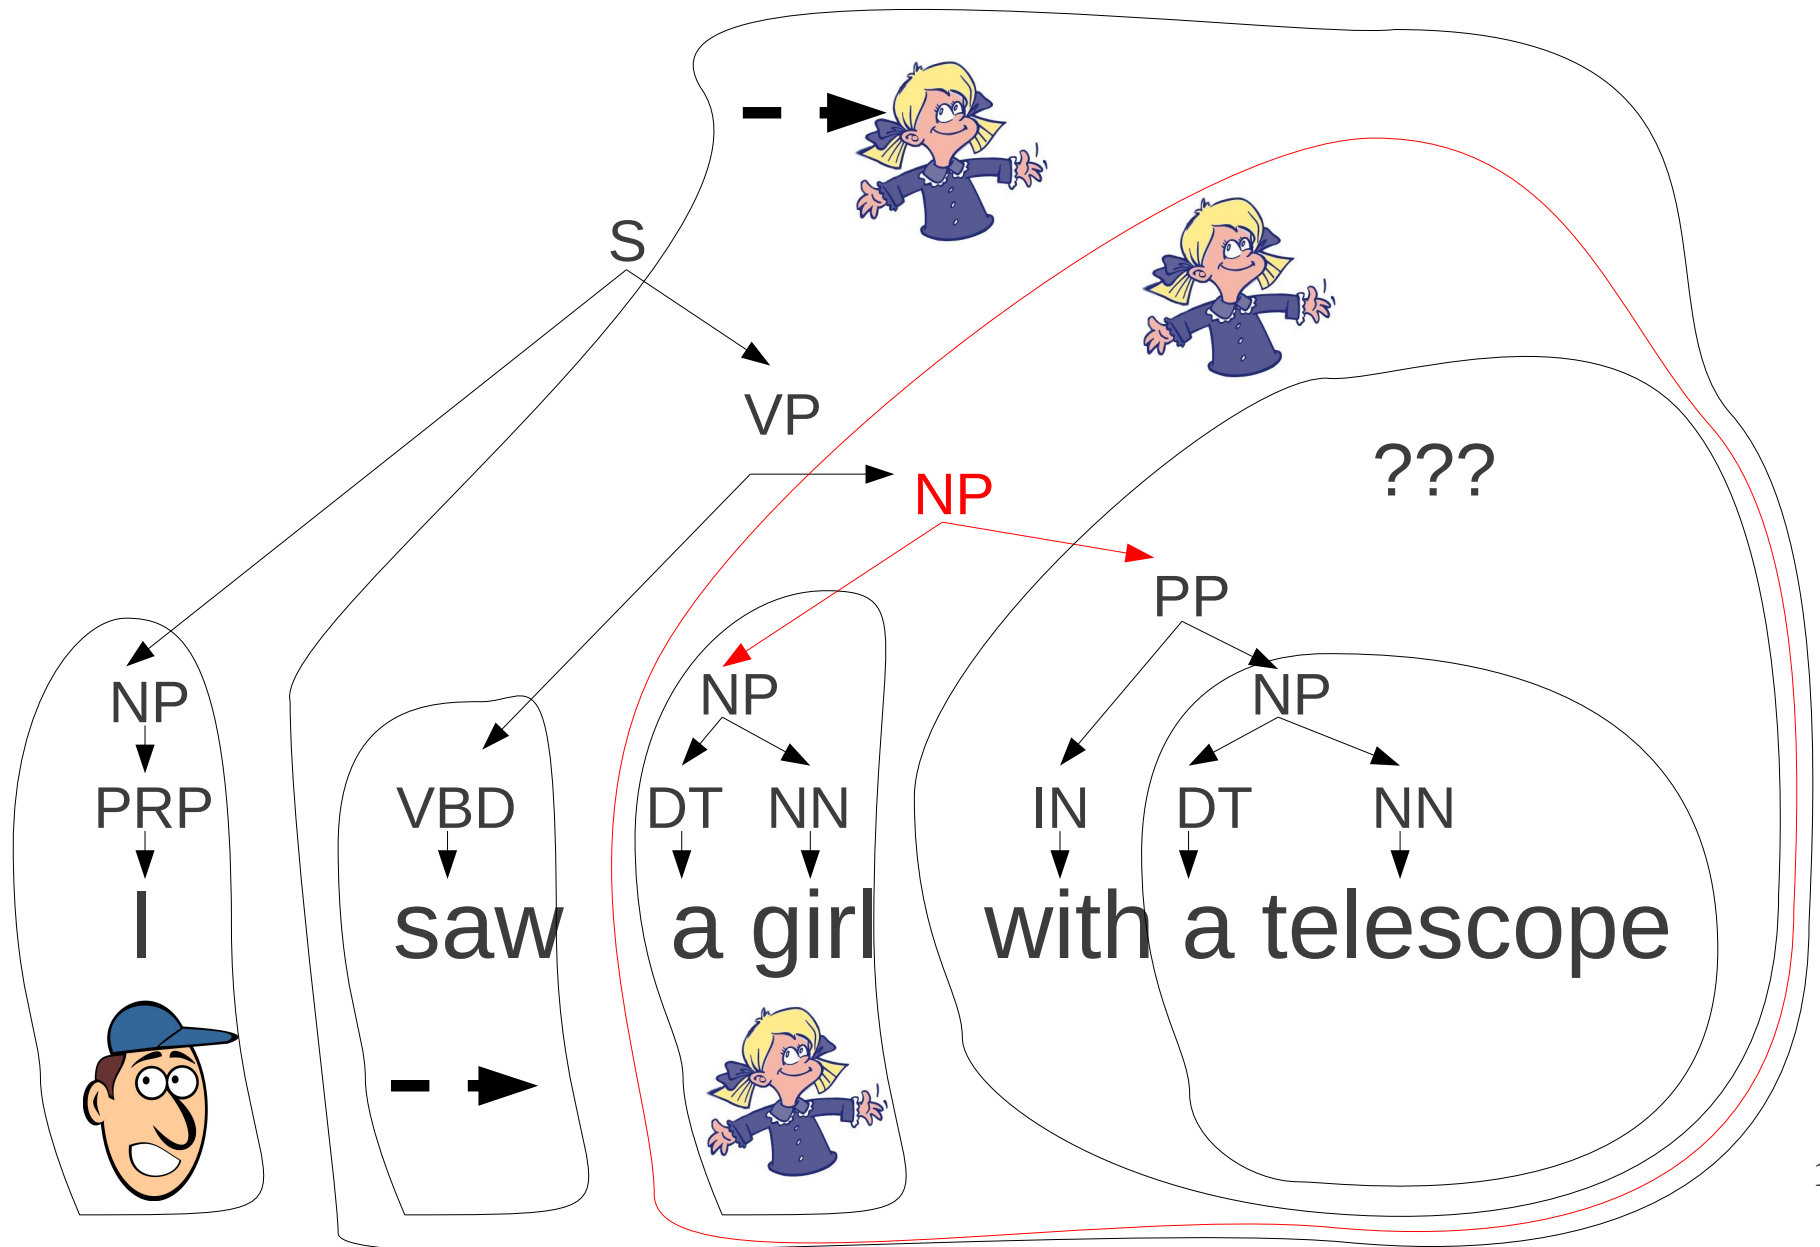 S
VP
???
NP
PP
NP NP NP
PRP VBD DT NN IN DT NN
I saw a girl with a telescope